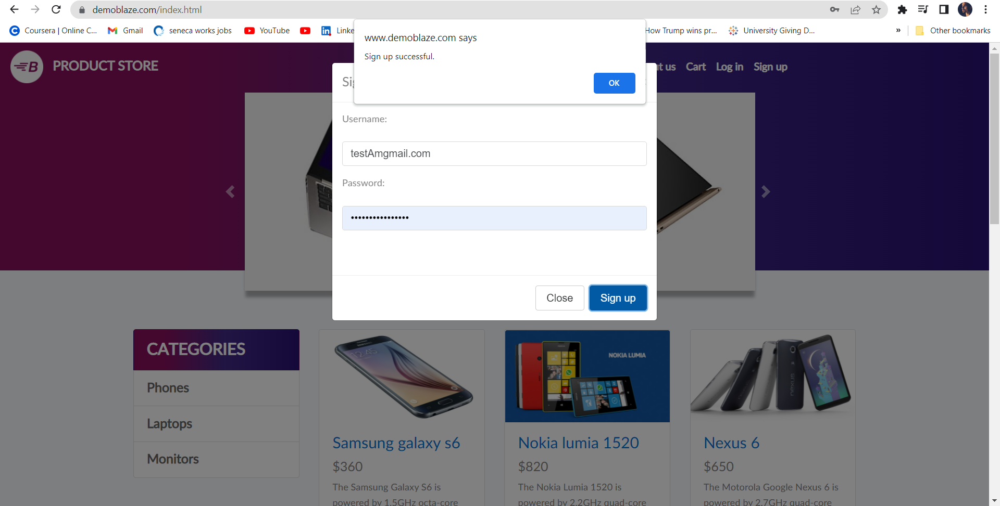 demoblaze.com/index.html
Coursera | Online C...
Gmail
seneca works jobs
YouTube
How Trump wins pr...
University Giving D...
»
Other bookmarks
www.demoblaze.com says
Sign up successful.
OK
B
PRODUCT STORE
t us
Cart
Log in
Sign up
Username:
testAmgmail.com
Password:
••••••••••••••••
Close
Sign up
CATEGORIES
Phones
Laptops
Monitors
12:45
Samsung galaxy s6
$360
The Samsung Galaxy S6 is
powered by 1.5GHz octa-core
NOKIA LUMIA
Nokia lumia 1520
$820
The Nokia Lumia 1520 is
powered by 2.2GHz quad-core
nexus
Nexus 6
$650
The Motorola Google Nexus 6 is
powered by 2.7GHz quad-core